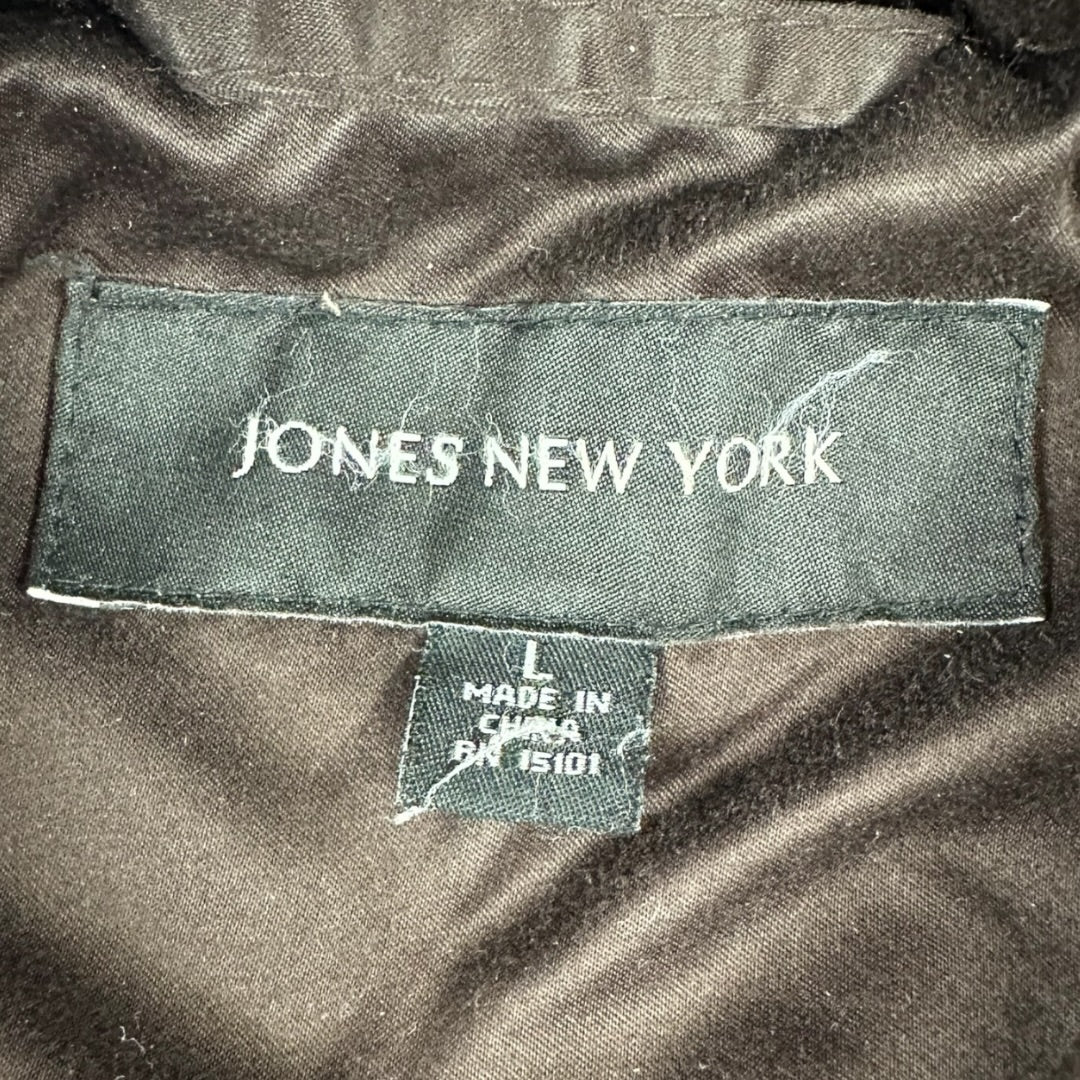 JONES NEW YORK
L
MADE IN
CHINA
RN 15101